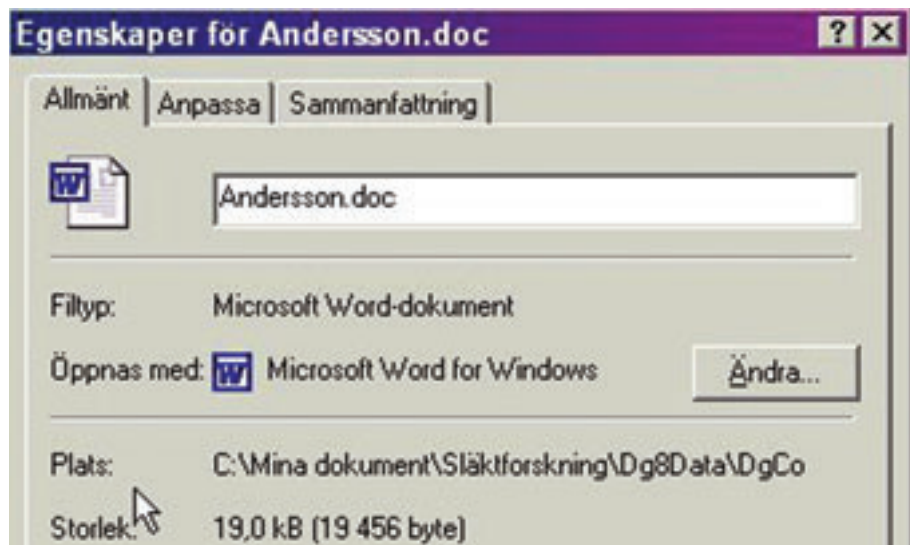 Egenskaper för Andersson.doc
Allmänt Anpassa Sammanfattning
Andersson.doc
Filtyp: Microsoft Word-dokument
Öppnas med: Microsoft Word for Windows Ändra...
Plats: C:\Mina dokument\Släktforskning\Dg8Data\DgCo
Storlek: 19,0 kB (19 456 byte)